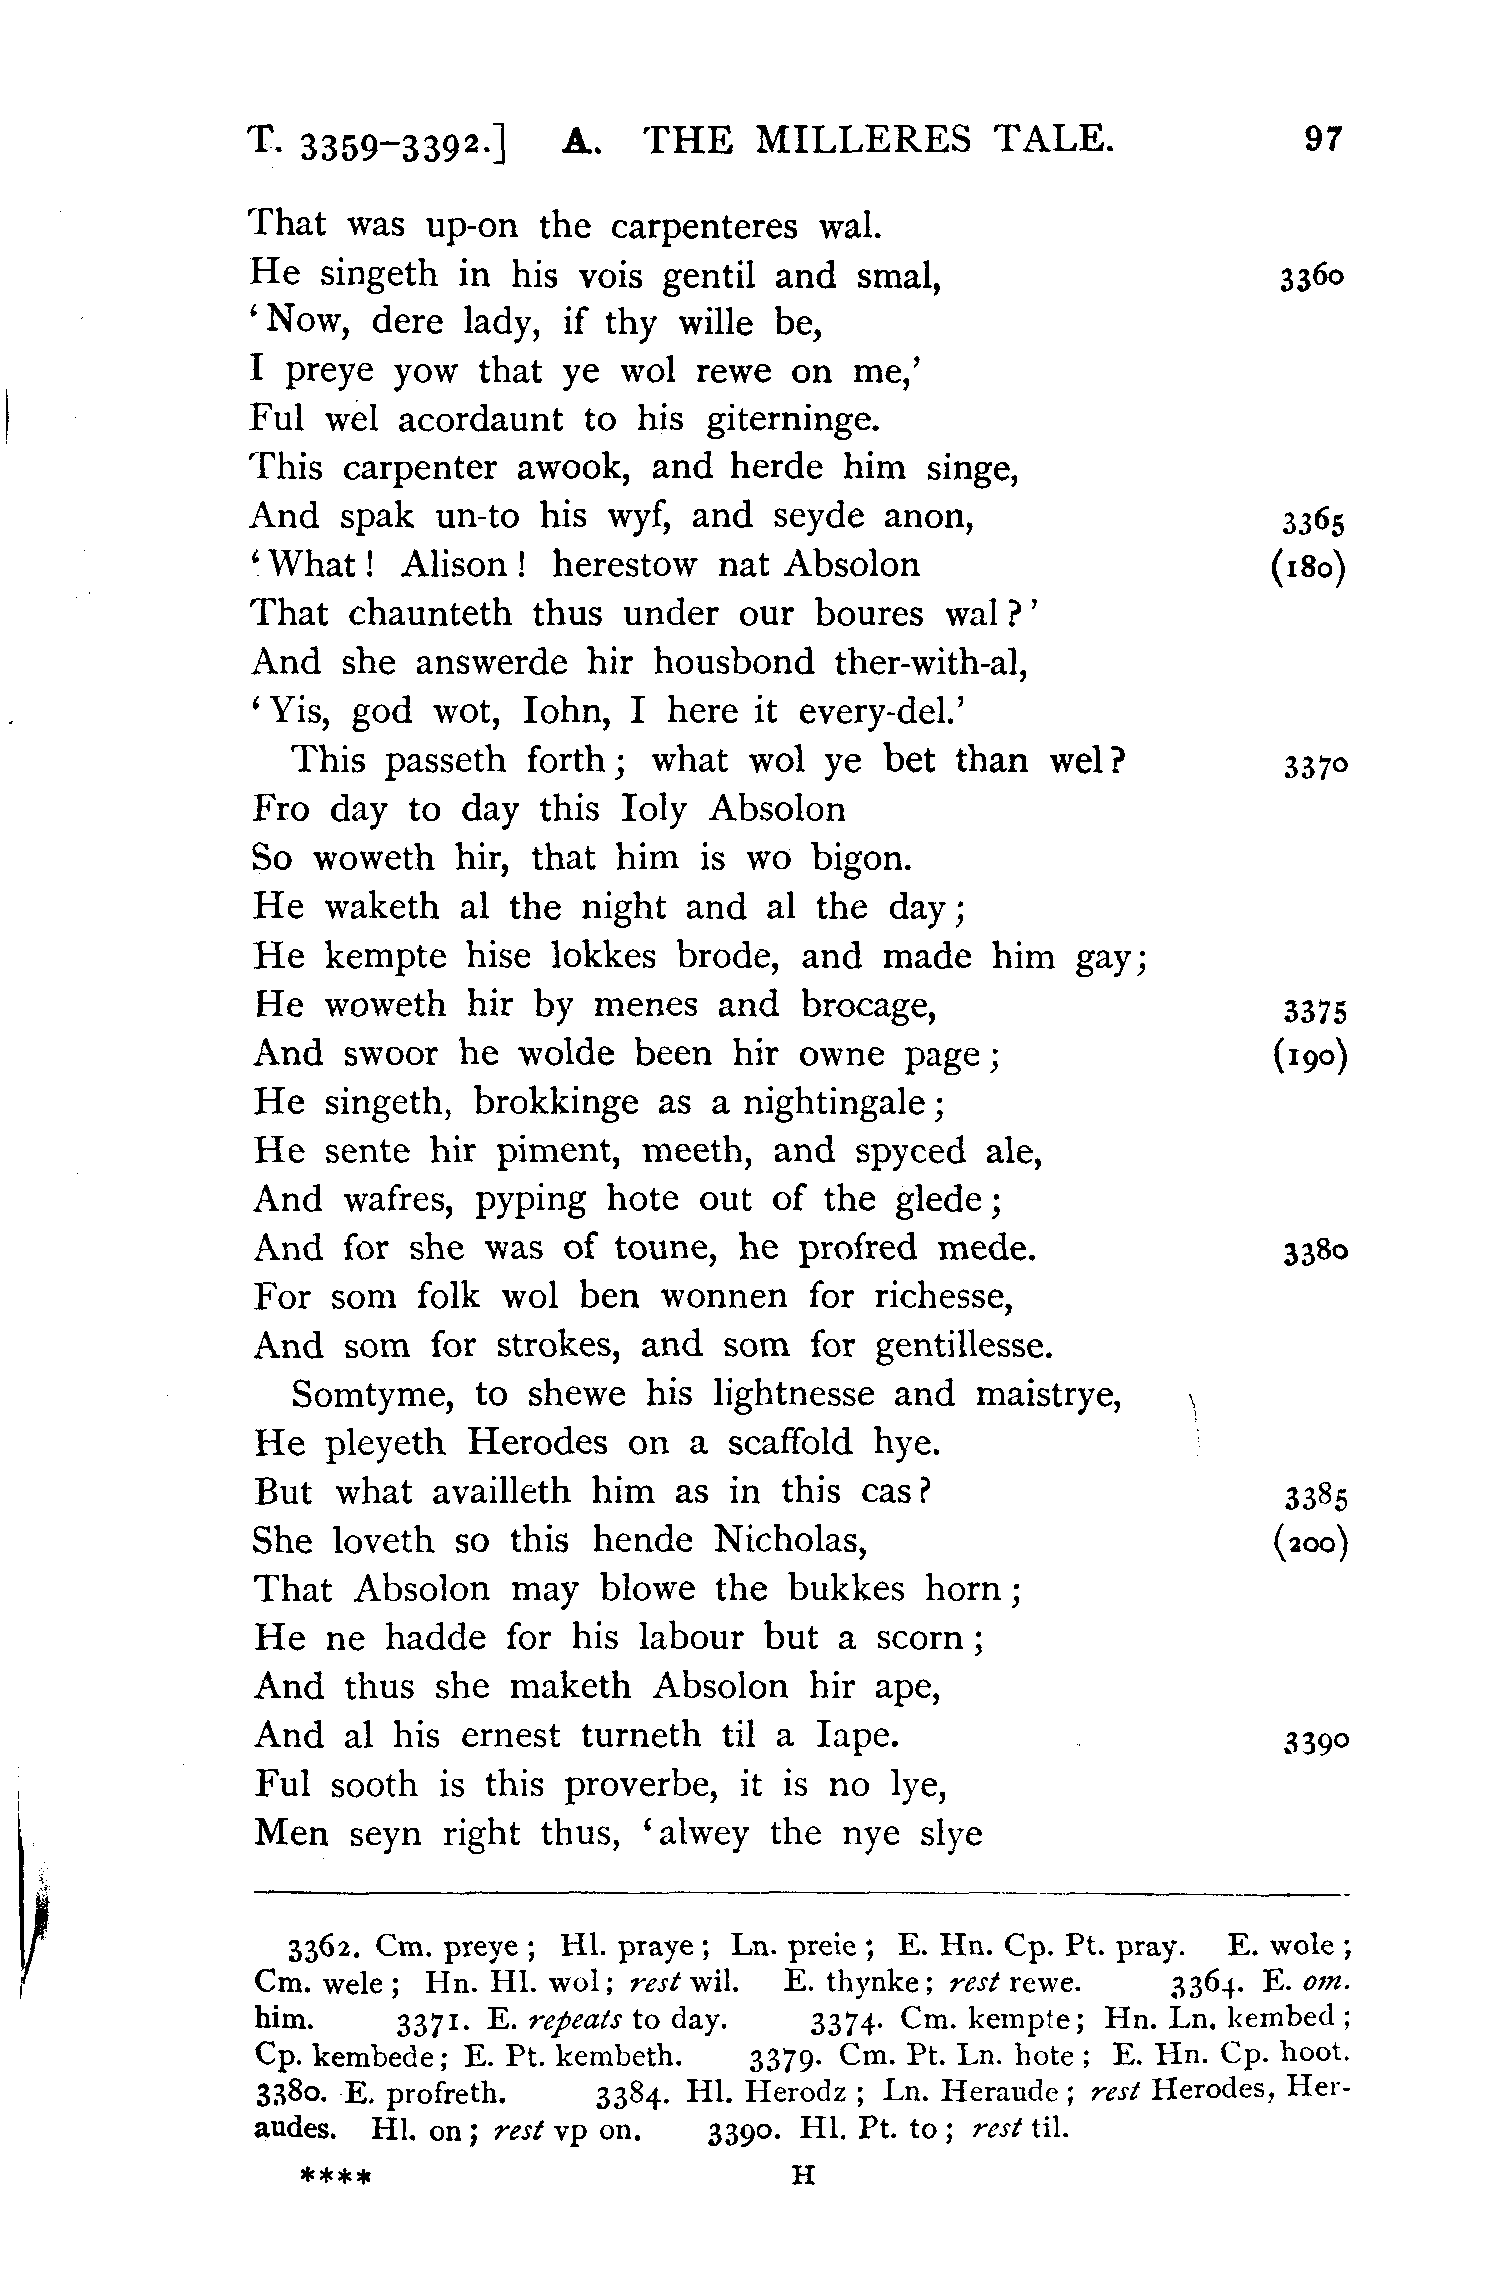 T. 3359–3392.] A. THE MILLERES TALE. 97
That was up-on the carpenteres wal.
He singeth in his vois gentil and smal, 3360
‘Now, dere lady, if thy wille be,
I preye yow that ye wol rewe on me,’
Ful wel acordaunt to his giterninge.
This carpenter awook, and herde him singe,
And spak un-to his wyf, and seyde anon, 3365
‘What! Alison! herestow nat Absolon (180)
That chaunteth thus under our boures wal?’
And she answerde hir housbond ther-with-al,
‘Yis, god wot, Iohn, I here it every-del.’
This passeth forth; what wol ye bet than wel? 3370
Fro day to day this Ioly Absolon
So woweth hir, that him is wo bigon.
He waketh al the night and al the day;
He kempte hise lokkes brode, and made him gay;
He woweth hir by menes and brocage, 3375
And swoor he wolde been hir owne page; (190)
He singeth, brokkinge as a nightingale;
He sente hir piment, meeth, and spyced ale,
And wafres, pyping hote out of the glede;
And for she was of toune, he profred mede. 3380
For som folk wol ben wonnen for richesse,
And som for strokes, and som for gentillesse.
Somtyme, to shewe his lightnesse and maistrye,
He pleyeth Herodes on a scaffold hye.
But what availleth him as in this cas? 3385
She loveth so this hende Nicholas, (200)
That Absolon may blowe the bukkes horn;
He ne hadde for his labour but a scorn;
And thus she maketh Absolon hir ape,
And al his ernest turneth til a Iape. 3390
Ful sooth is this proverbe, it is no lye,
Men seyn right thus, ‘alwey the nye slye
3362. Cm. preye; Hl. praye; Ln. preie; E. Hn. Cp. Pt. pray. E. wole;
Cm. wele; Hn. Hl. wol; rest wil. E. thynke; rest rewe. 3364. E. om.
him. 3371. E. repeats to day. 3374. Cm. kempte; Hn. Ln. kembed;
Cp. kembede; E. Pt. kembeth. 3379. Cm. Pt. Ln. hote; E. Hn. Cp. hoot.
3380. E. profreth. 3384. Hl. Herodz; Ln. Heraude; rest Herodes, Her-
audes. Hl. on; rest vp on. 3390. Hl. Pt. to; rest til.
**** H